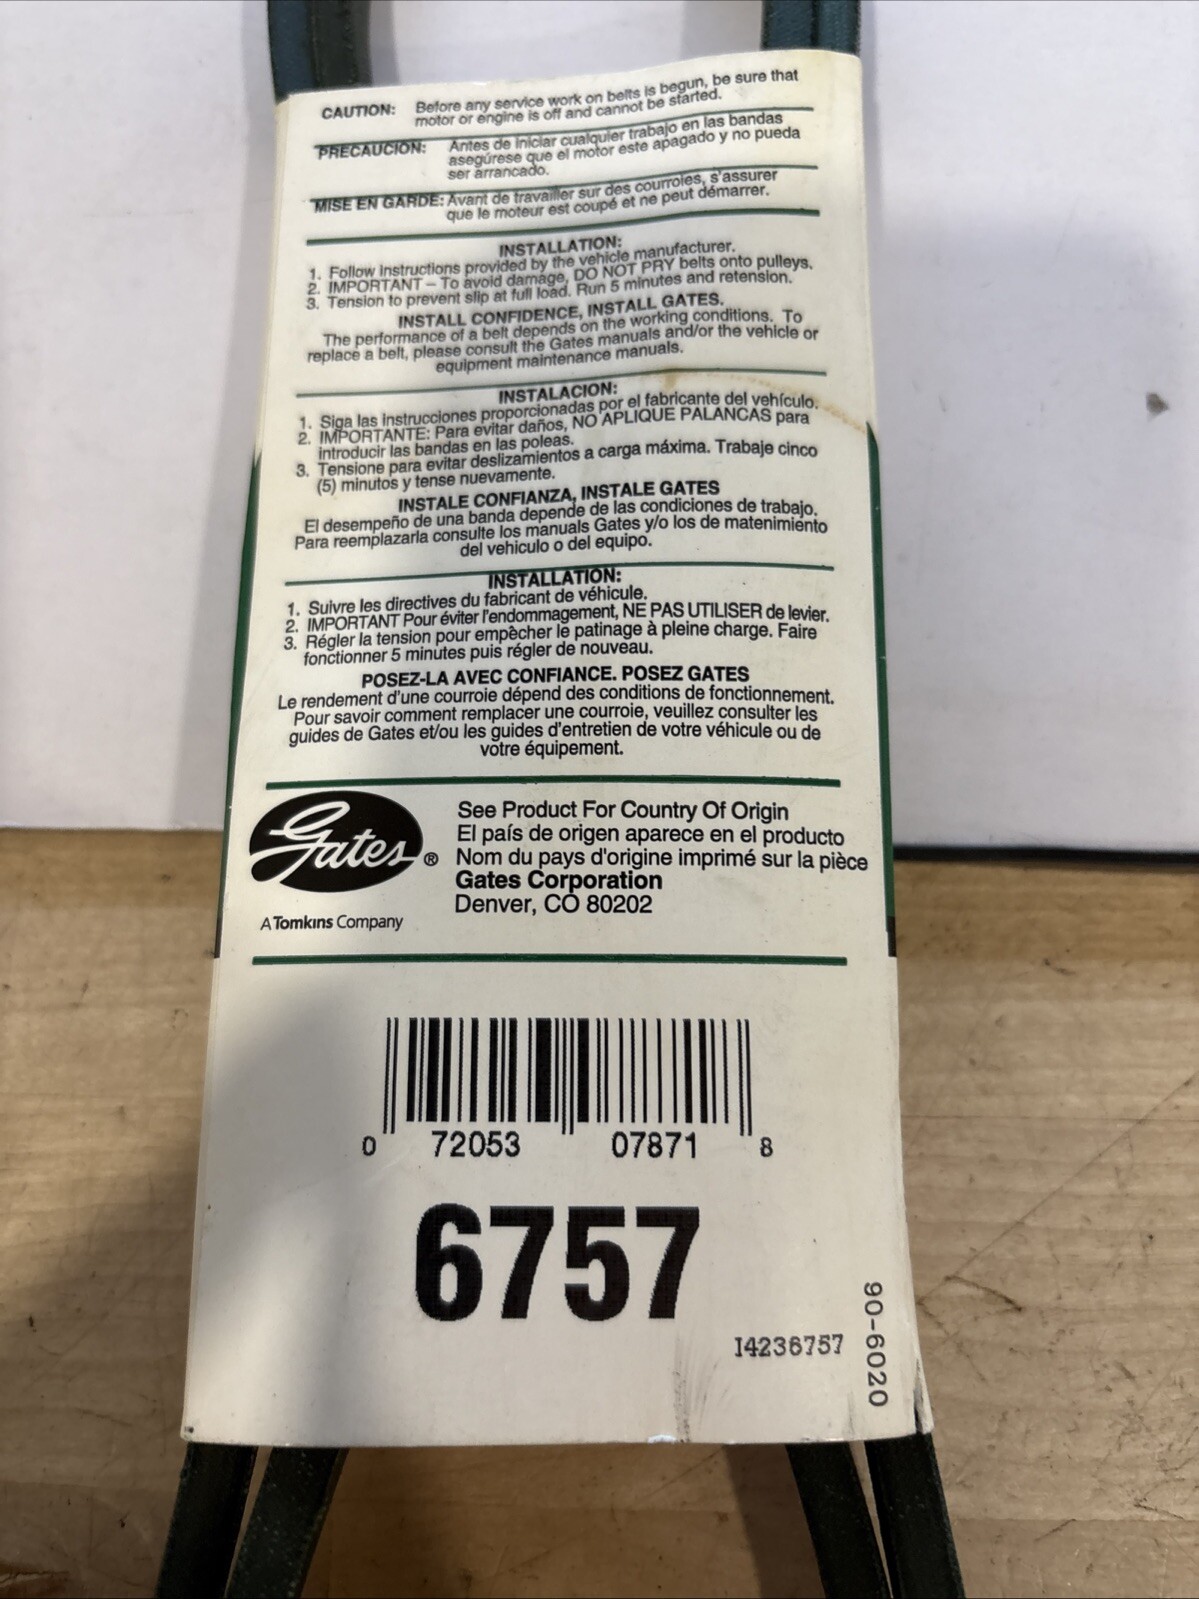 CAUTION: Before any service work on belts is begun, be sure that
motor or engine is off and cannot be started.
PRECAUCION: Antes de iniciar cualquier trabajo en las bandas
asegúrese que el motor este apagado y no pueda
ser arrancado.
MISE EN GARDE: Avant de travailler sur des courroies, s'assurer
que le moteur est coupé et ne peut démarrer.
INSTALLATION:
1. Follow instructions provided by the vehicle manufacturer.
2. IMPORTANT – To avoid damage, DO NOT PRY belts onto pulleys.
3. Tension to prevent slip at full load. Run 5 minutes and retension.
INSTALL CONFIDENCE, INSTALL GATES.
The performance of a belt depends on the working conditions. To
replace a belt, please consult the Gates manuals and/or the vehicle or
equipment maintenance manuals.
INSTALACION:
1. Siga las instrucciones proporcionadas por el fabricante del vehículo.
2. IMPORTANTE: Para evitar daños, NO APLIQUE PALANCAS para
introducir las bandas en las poleas.
3. Tensione para evitar deslizamientos a carga máxima. Trabaje cinco
(5) minutos y tense nuevamente.
INSTALE CONFIANZA, INSTALE GATES
El desempeño de una banda depende de las condiciones de trabajo.
Para reemplazarla consulte los manuals Gates y/o los de matenimiento
del vehiculo o del equipo.
INSTALLATION:
1. Suivre les directives du fabricant de véhicule.
2. IMPORTANT Pour éviter l'endommagement, NE PAS UTILISER de levier.
3. Régler la tension pour empêcher le patinage à pleine charge. Faire
fonctionner 5 minutes puis régler de nouveau.
POSEZ-LA AVEC CONFIANCE. POSEZ GATES
Le rendement d'une courroie dépend des conditions de fonctionnement.
Pour savoir comment remplacer une courroie, veuillez consulter les
guides de Gates et/ou les guides d'entretien de votre véhicule ou de
votre équipement.
Gates®
A Tomkins Company
See Product For Country Of Origin
El país de origen aparece en el producto
Nom du pays d'origine imprimé sur la pièce
Gates Corporation
Denver, CO 80202
0 72053 07871 8
6757
I4236757
90-6020